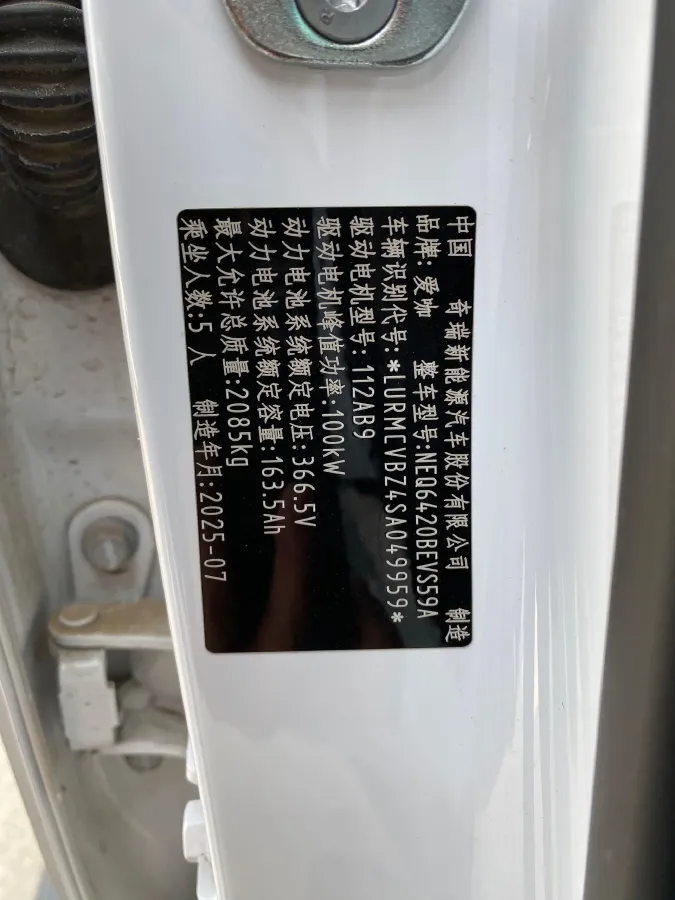 中国 奇瑞新能源汽车股份有限公司 制造
品牌:爱咖 整车型号:NEQ6420BEVS59A
车辆识别代号:*LURMCVBZ4SA049959*
驱动电机型号:112AB9
驱动电机峰值功率:100kW
动力电池系统额定电压:366.5V
动力电池系统额定容量:163.5Ah
最大允许总质量:2085kg
乘坐人数:5 人 制造年月:2025-07